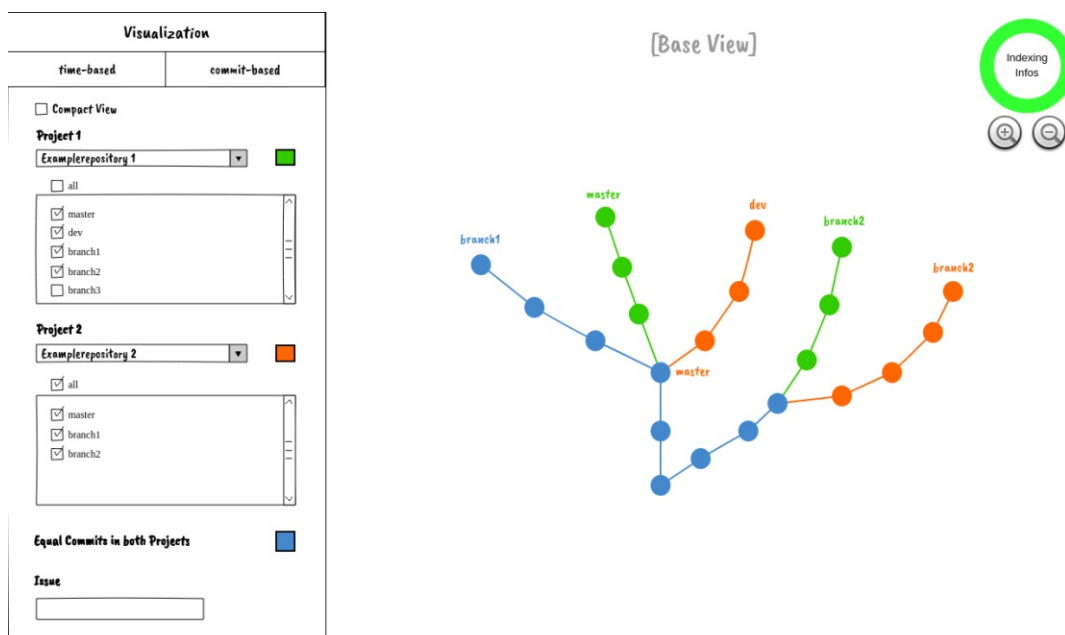 Visualization
time-based
commit-based
Compact View
Project 1
Examplerepository 1
all
master
dev
branch1
branch2
branch3
Project 2
Examplerepository 2
all
master
branch1
branch2
Equal Commits in both Projects
Issue
[Base View]
Indexing
Infos
master
dev
branch2
branch1
branch2
master